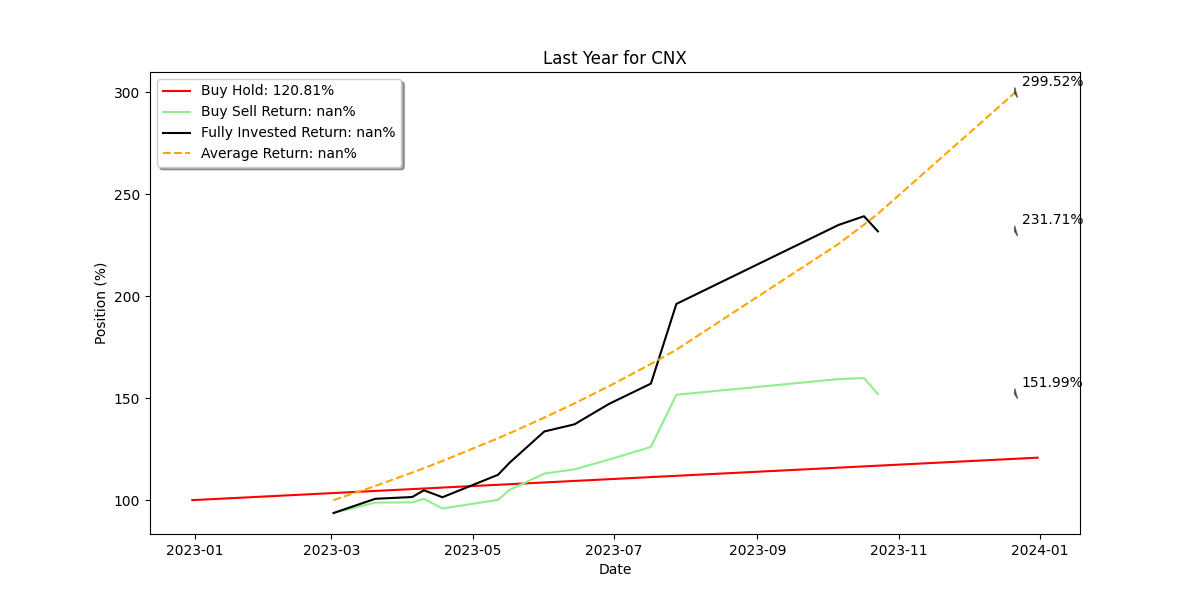 Last Year for CNX
Buy Hold: 120.81%
Buy Sell Return: nan%
Fully Invested Return: nan%
Average Return: nan%
299.52%
231.71%
151.99%
300
250
200
150
100
Position (%)
2023-01 2023-03 2023-05 2023-07 2023-09 2023-11 2024-01
Date